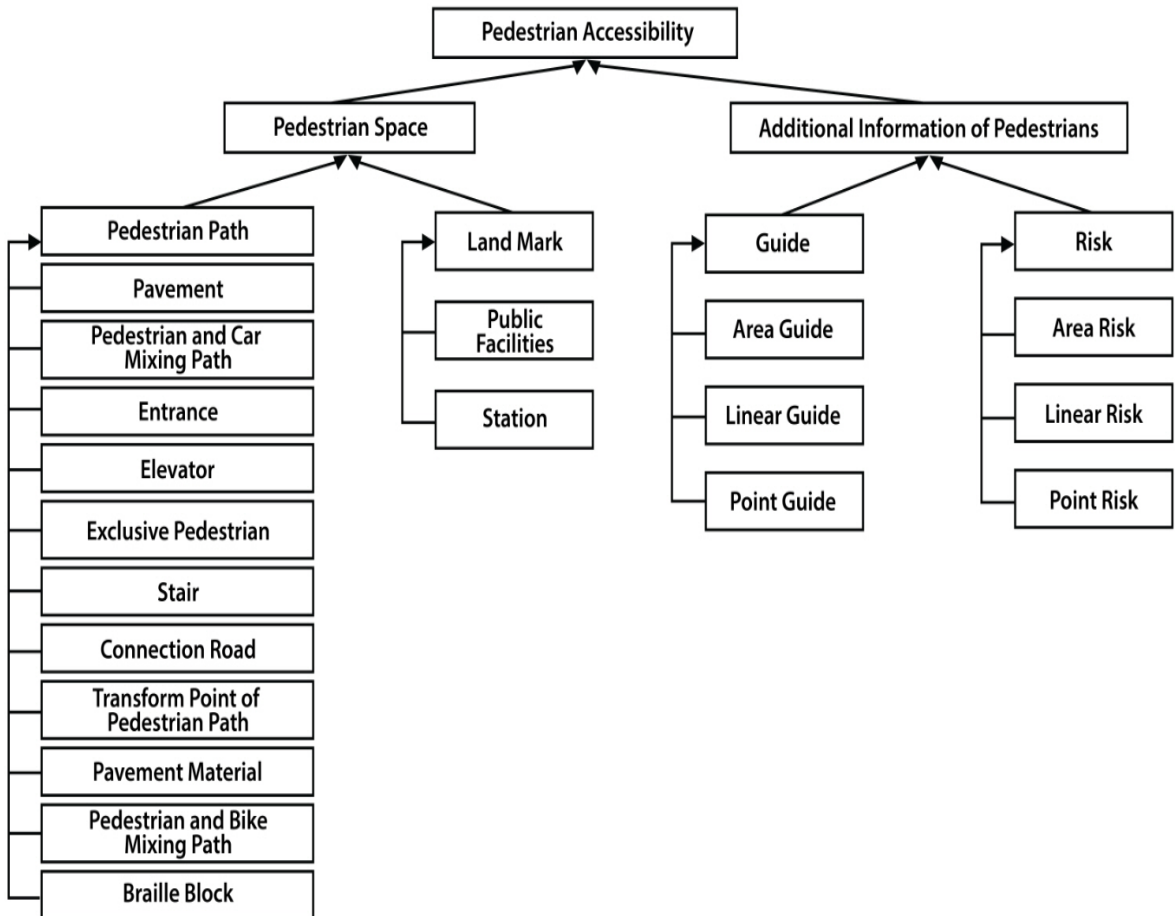 Pedestrian Accessibility
Pedestrian Space
Additional Information of Pedestrians
Pedestrian Path
Pavement
Pedestrian and Car
Mixing Path
Entrance
Elevator
Exclusive Pedestrian
Stair
Connection Road
Transform Point of
Pedestrian Path
Pavement Material
Pedestrian and Bike
Mixing Path
Braille Block
Land Mark
Public
Facilities
Station
Guide
Area Guide
Linear Guide
Point Guide
Risk
Area Risk
Linear Risk
Point Risk